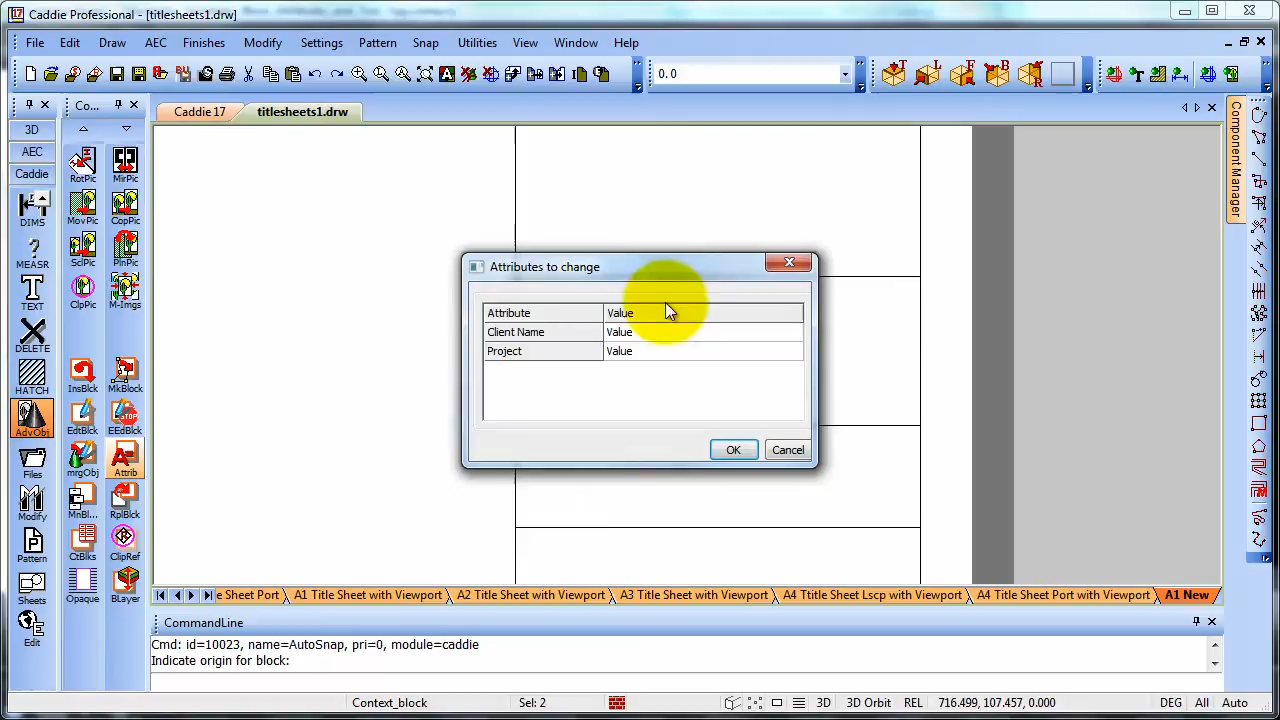 Caddie Professional - [titlesheets1.drw]
File Edit Draw AEC Finishes Modify Settings Pattern Snap Utilities View Window Help
0. 0
Caddie 17 titlesheets1.drw
Co...
3D
AEC
Caddie
DIMS
MEASR
TEXT
DELETE
HATCH
AdvObj
Files
Modify
Pattern
Sheets
Edit
RotPic MirPic
MovPic CopPic
SclPic PlnPic
ClpPic M-Imgs
InsBlck MkBlock
EdtBlck EEdBlck
mrgObj Attrib
MnBl... RplBlck
CtBlks ClipRef
Opaque BLayer
Component Manager
Attributes to change
Attribute Value
Client Name Value
Project Value
OK Cancel
e Sheet Port A1 Title Sheet with Viewport A2 Title Sheet with Viewport A3 Title Sheet with Viewport A4 Ttitle Sheet Lscp with Viewport A4 Title Sheet Port with Viewport A1 New
CommandLine
Cmd: id=10023, name=AutoSnap, pri=0, module=caddie
Indicate origin for block:
Context_block Sel: 2 3D 3D Orbit REL 716.499, 107.457, 0.000 DEG All Auto